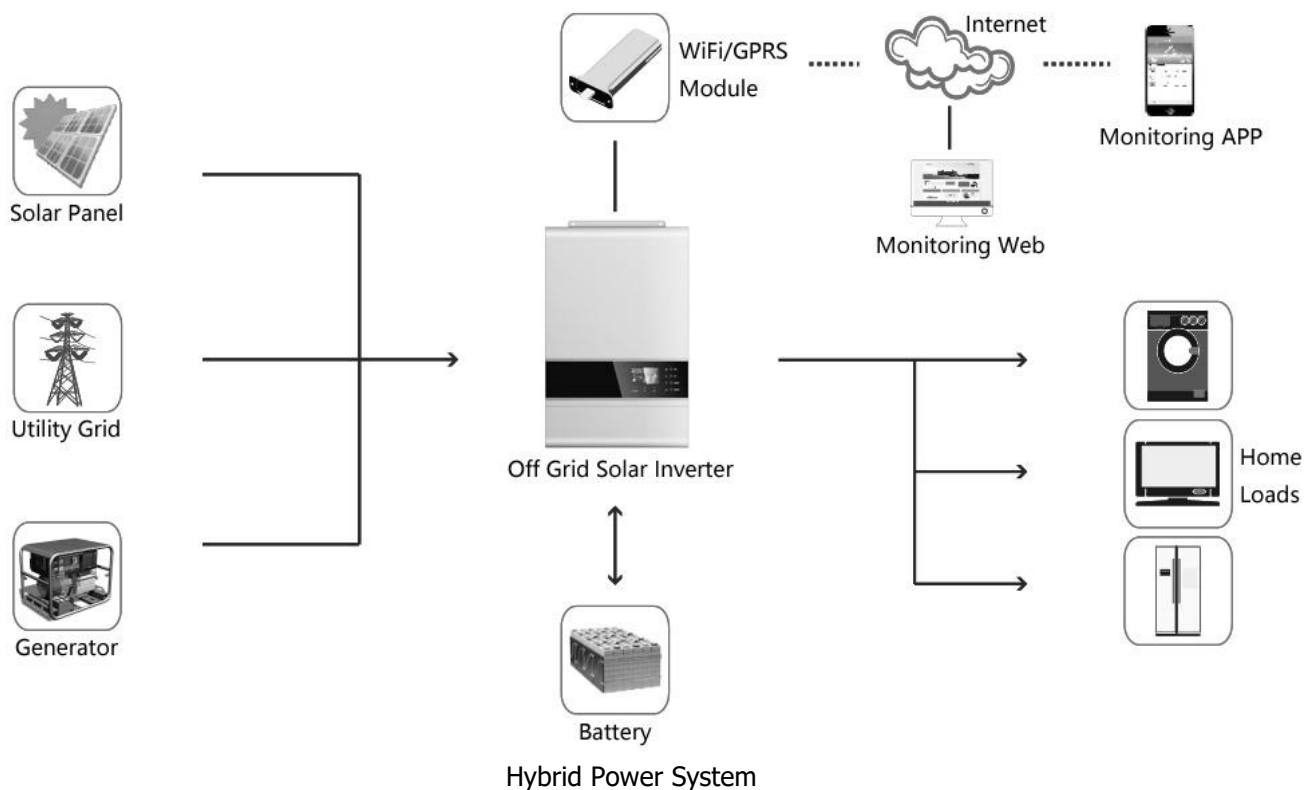 Internet
WiFi/GPRS
Module
Monitoring APP
Solar Panel
Monitoring Web
Utility Grid
Off Grid Solar Inverter
Home
Loads
Generator
Battery
Hybrid Power System